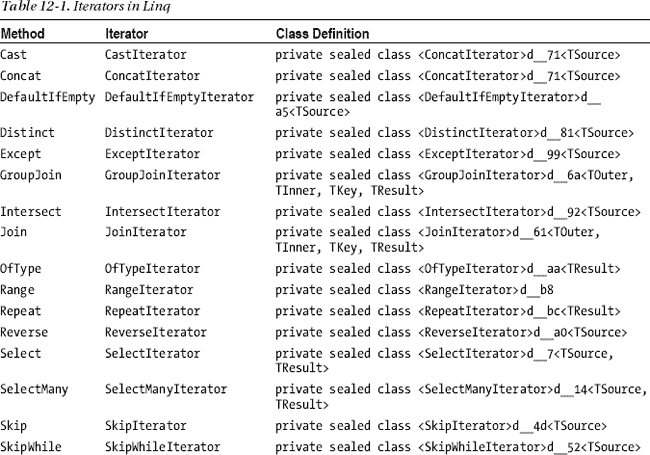 Table 12-1. Iterators in Linq
Method Iterator Class Definition
Cast CastIterator private sealed class <ConcatIterator>d__71<TSource>
Concat ConcatIterator private sealed class <ConcatIterator>d__71<TSource>
DefaultIfEmpty DefaultIfEmptyIterator private sealed class <DefaultIfEmptyIterator>d__
a5<TSource>
Distinct DistinctIterator private sealed class <DistinctIterator>d__81<TSource>
Except ExceptIterator private sealed class <ExceptIterator>d__99<TSource>
GroupJoin GroupJoinIterator private sealed class <GroupJoinIterator>d__6a<TOuter,
TInner, TKey, TResult>
Intersect IntersectIterator private sealed class <IntersectIterator>d__92<TSource>
Join JoinIterator private sealed class <JoinIterator>d__61<TOuter,
TInner, TKey, TResult>
OfType OfTypeIterator private sealed class <OfTypeIterator>d__aa<TResult>
Range RangeIterator private sealed class <RangeIterator>d__b8
Repeat RepeatIterator private sealed class <RepeatIterator>d__bc<TResult>
Reverse ReverseIterator private sealed class <ReverseIterator>d__a0<TSource>
Select SelectIterator private sealed class <SelectIterator>d__7<TSource,
TResult>
SelectMany SelectManyIterator private sealed class <SelectManyIterator>d__14<TSource,
TResult>
Skip SkipIterator private sealed class <SkipIterator>d__4d<TSource>
SkipWhile SkipWhileIterator private sealed class <SkipWhileIterator>d__52<TSource>